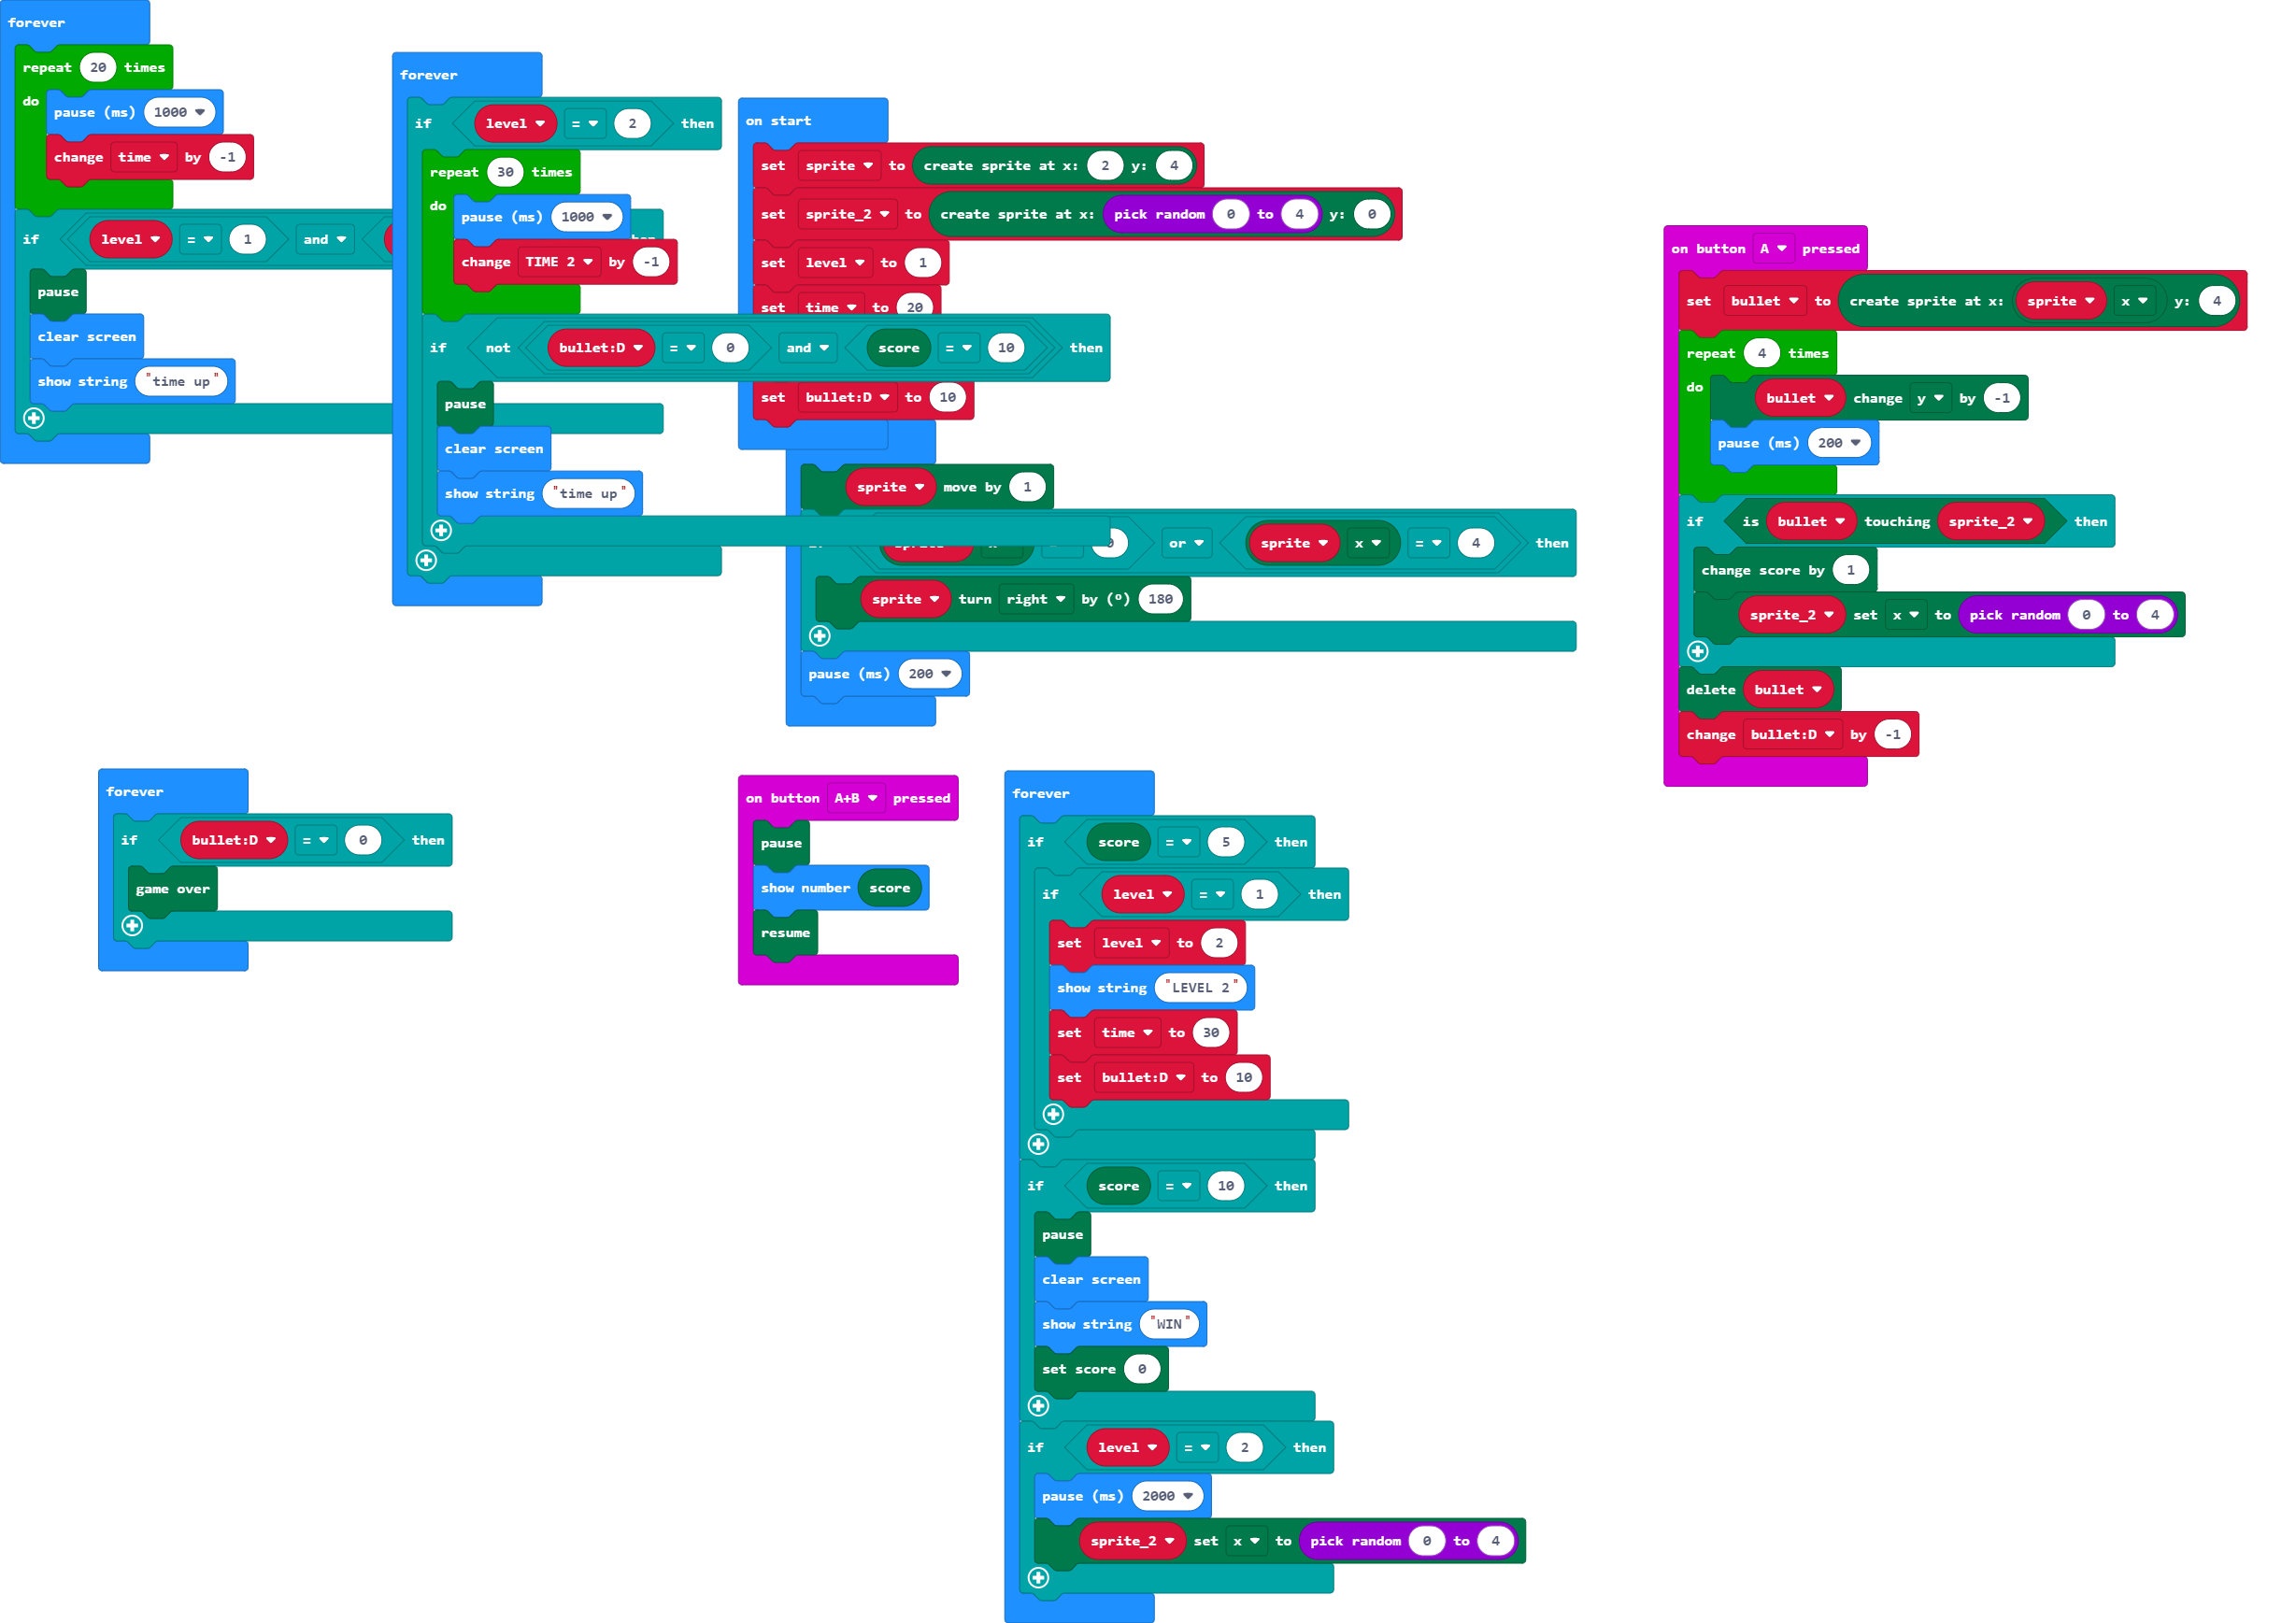 forever
repeat 20 times
do
pause (ms) 1000
change time by -1
if level = 1 and
pause
clear screen
show string "time up"
forever
if level = 2 then
repeat 30 times
do
pause (ms) 1000
change TIME 2 by -1
if not bullet:D = 0 and score = 10 then
pause
clear screen
show string "time up"
on start
set sprite to create sprite at x: 2 y: 4
set sprite_2 to create sprite at x: pick random 0 to 4 y: 0
set level to 1
set time to 20
set bullet:D to 10
sprite move by 1
or sprite x = 4 then
sprite turn right by (º) 180
pause (ms) 200
on button A pressed
set bullet to create sprite at x: sprite x y: 4
repeat 4 times
do
bullet change y by -1
pause (ms) 200
if is bullet touching sprite_2 then
change score by 1
sprite_2 set x to pick random 0 to 4
delete bullet
change bullet:D by -1
forever
if bullet:D = 0 then
game over
on button A+B pressed
pause
show number score
resume
forever
if score = 5 then
if level = 1 then
set level to 2
show string "LEVEL 2"
set time to 30
set bullet:D to 10
if score = 10 then
pause
clear screen
show string "WIN"
set score 0
if level = 2 then
pause (ms) 2000
sprite_2 set x to pick random 0 to 4